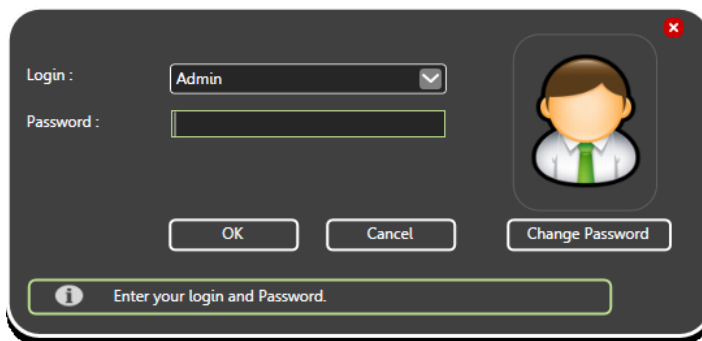 Login :
Admin
Password :
OK
Cancel
Change Password
Enter your login and Password.